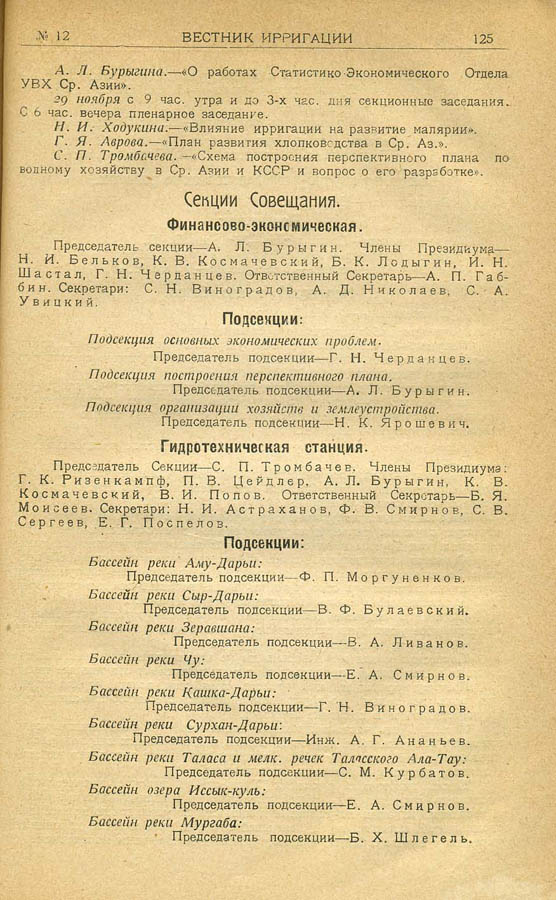 № 12 ВЕСТНИК ИРРИГАЦИИ 125
А. Л. Бурыгина.—«О работах Статистико-Экономического Отдела
УВХ Ср. Азии».
29 ноября с 9 час. утра и до 3-х час. дня секционные заседания.
С 6 час. вечера пленарное заседание.
Н. И. Ходукина.—«Влияние ирригации на развитие малярии».
Г. Я. Аврова.—«План развития хлопководства в Ср. Аз.».
С. П. Тромбачева.—«Схема построения перспективного плана по
водному хозяйству в Ср. Азии и КССР и вопрос о его разработке».
Секции Совещания.
Финансово-экономическая.
Председатель секции—А. Л. Бурыгин. Члены Президиума—
Н. И. Бельков, К. В. Космачевский, Б. К. Лодыгин, И. Н.
Шастал, Г. Н. Черданцев. Ответственный Секретарь—А. П. Габ-
бин. Секретари: С. Н. Виноградов, А. Д. Николаев, С. А.
Увицкий.
Подсекции:
Подсекция основных экономических проблем.
Председатель подсекции—Г. Н. Черданцев.
Подсекция построения перспективного плана.
Председатель подсекции—А. Л. Бурыгин.
Подсекция организации хозяйств и землеустройства.
Председатель подсекции—Н. К. Ярошевич.
Гидротехническая станция.
Председатель Секции—С. П. Тромбачев. Члены Президиума:
Г. К. Ризенкампф, П. В. Цейдлер, А. Л. Бурыгин, К. В.
Космачевский, В. И. Попов. Ответственный Секретарь—Б. Я.
Моисеев. Секретари: Н. И. Астраханов, Ф. В. Смирнов, С. В.
Сергеев, Е. Г. Поспелов.
Подсекции:
Бассейн реки Аму-Дарьи:
Председатель подсекции—Ф. П. Моргуненков.
Бассейн реки Сыр-Дарьи:
Председатель подсекции—В. Ф. Булаевский.
Бассейн реки Зеравшана:
Председатель подсекции—В. А. Ливанов.
Бассейн реки Чу:
Председатель подсекции—Е. А. Смирнов.
Бассейн реки Кашка-Дарьи:
Председатель подсекции—Г. Н. Виноградов.
Бассейн реки Сурхан-Дарьи:
Председатель подсекции—Инж. А. Г. Ананьев.
Бассейн реки Таласа и мелк. речек Таласского Ала-Тау:
Председатель подсекции—С. М. Курбатов.
Бассейн озера Иссык-куль:
Председатель подсекции—Е. А. Смирнов.
Бассейн реки Мургаба:
Председатель подсекции—Б. Х. Шлегель.